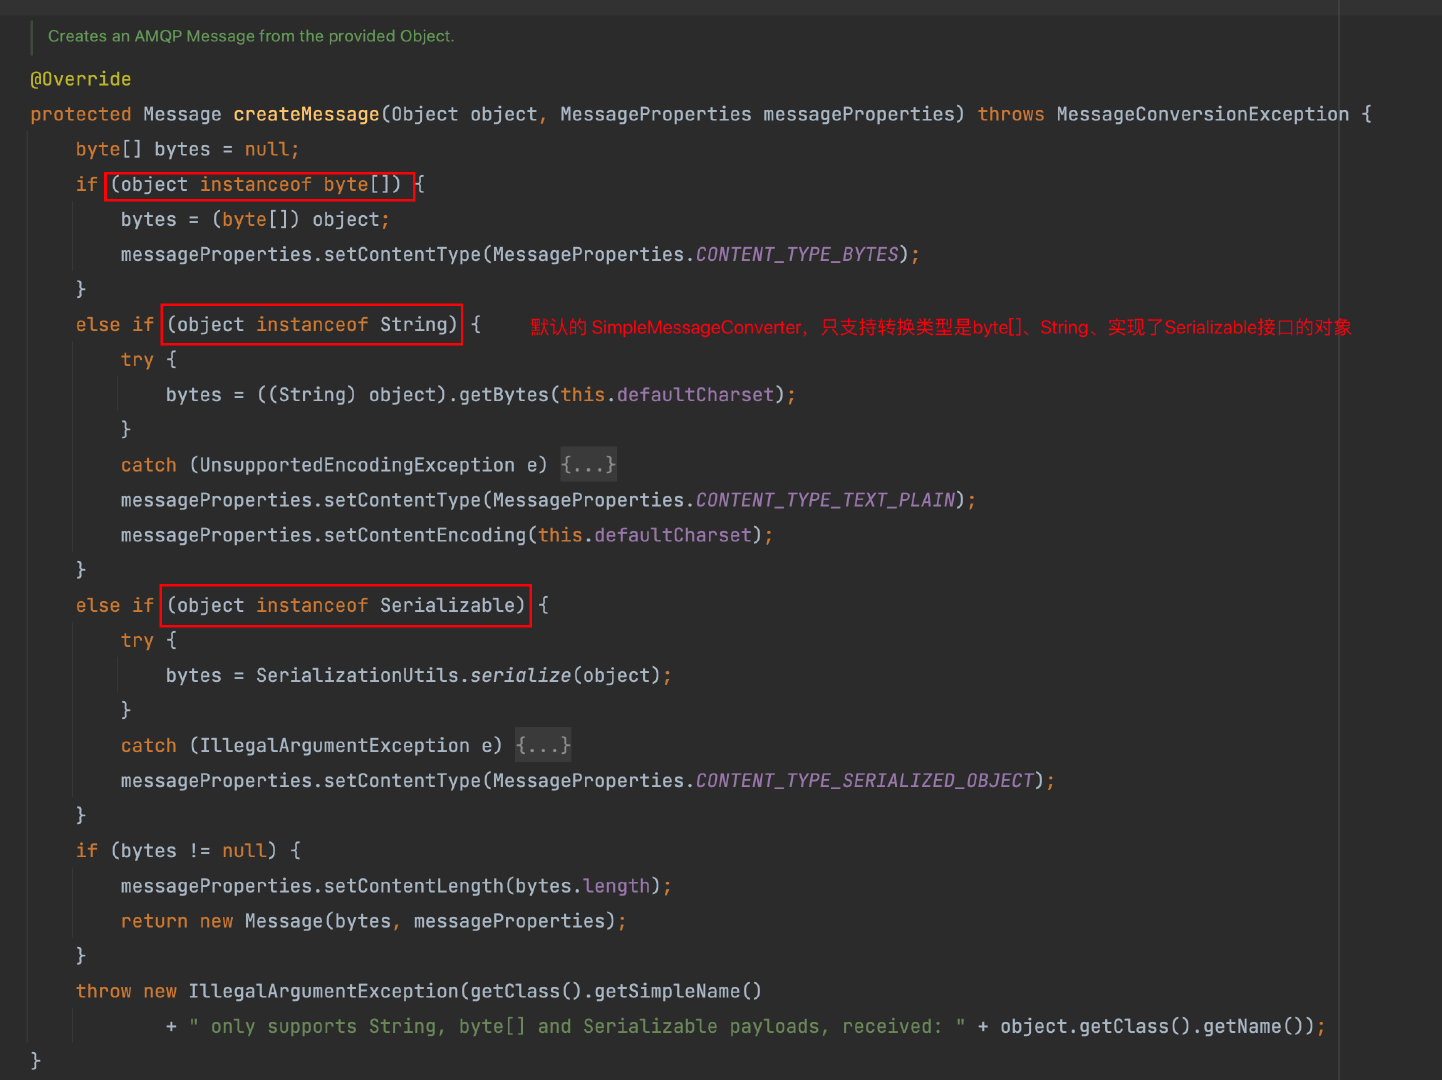 Creates an AMQP Message from the provided Object.
@Override
protected Message createMessage(Object object, MessageProperties messageProperties) throws MessageConversionException {
byte[] bytes = null;
if (object instanceof byte[]) {
bytes = (byte[]) object;
messageProperties.setContentType(MessageProperties.CONTENT_TYPE_BYTES);
}
else if (object instanceof String) { 默认的 SimpleMessageConverter，只支持转换类型是byte[]、String、实现了Serializable接口的对象
try {
bytes = ((String) object).getBytes(this.defaultCharset);
}
catch (UnsupportedEncodingException e) {...}
messageProperties.setContentType(MessageProperties.CONTENT_TYPE_TEXT_PLAIN);
messageProperties.setContentEncoding(this.defaultCharset);
}
else if (object instanceof Serializable) {
try {
bytes = SerializationUtils.serialize(object);
}
catch (IllegalArgumentException e) {...}
messageProperties.setContentType(MessageProperties.CONTENT_TYPE_SERIALIZED_OBJECT);
}
if (bytes != null) {
messageProperties.setContentLength(bytes.length);
return new Message(bytes, messageProperties);
}
throw new IllegalArgumentException(getClass().getSimpleName()
+ " only supports String, byte[] and Serializable payloads, received: " + object.getClass().getName());
}